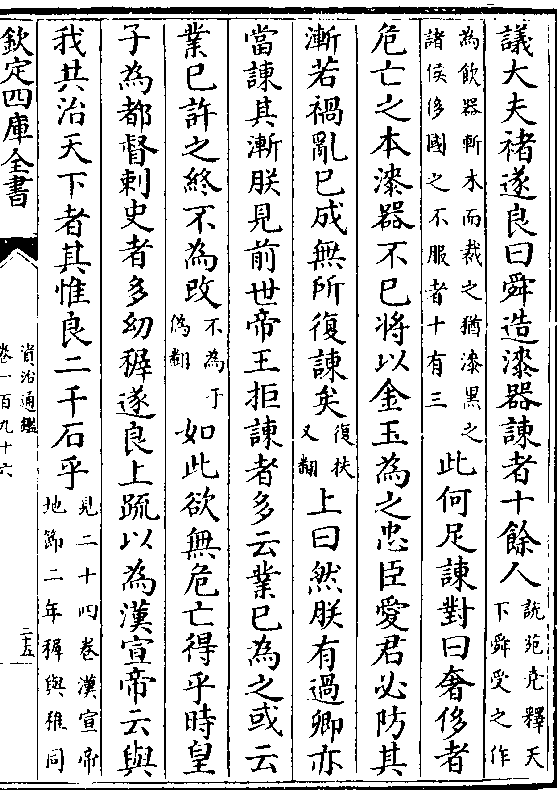 議大夫禇遂良曰舜造漆器諫者十餘人說苑堯釋天下舜受之作
為飲器斬木而裁之猶漆黑之諸侯侈國之不服者十有三此何足諫對曰奢侈者
危亡之本漆器不已將以金玉為之忠臣愛君必防其
漸若禍亂已成無所復諫矣復扶又翻上曰然朕有過卿亦
當諫其漸朕見前世帝王拒諫者多云業已為之或云
業已許之終不為改不為于偽翻如此欲無危亡得乎時皇
子為都督刺史者多幼穉遂良上疏以為漢宣帝云與
我共治天下者其惟良二千石乎見二十四卷漢宣帝地節二年穉與稚同
欽定四庫全書
資治通鑑
卷一百九十六